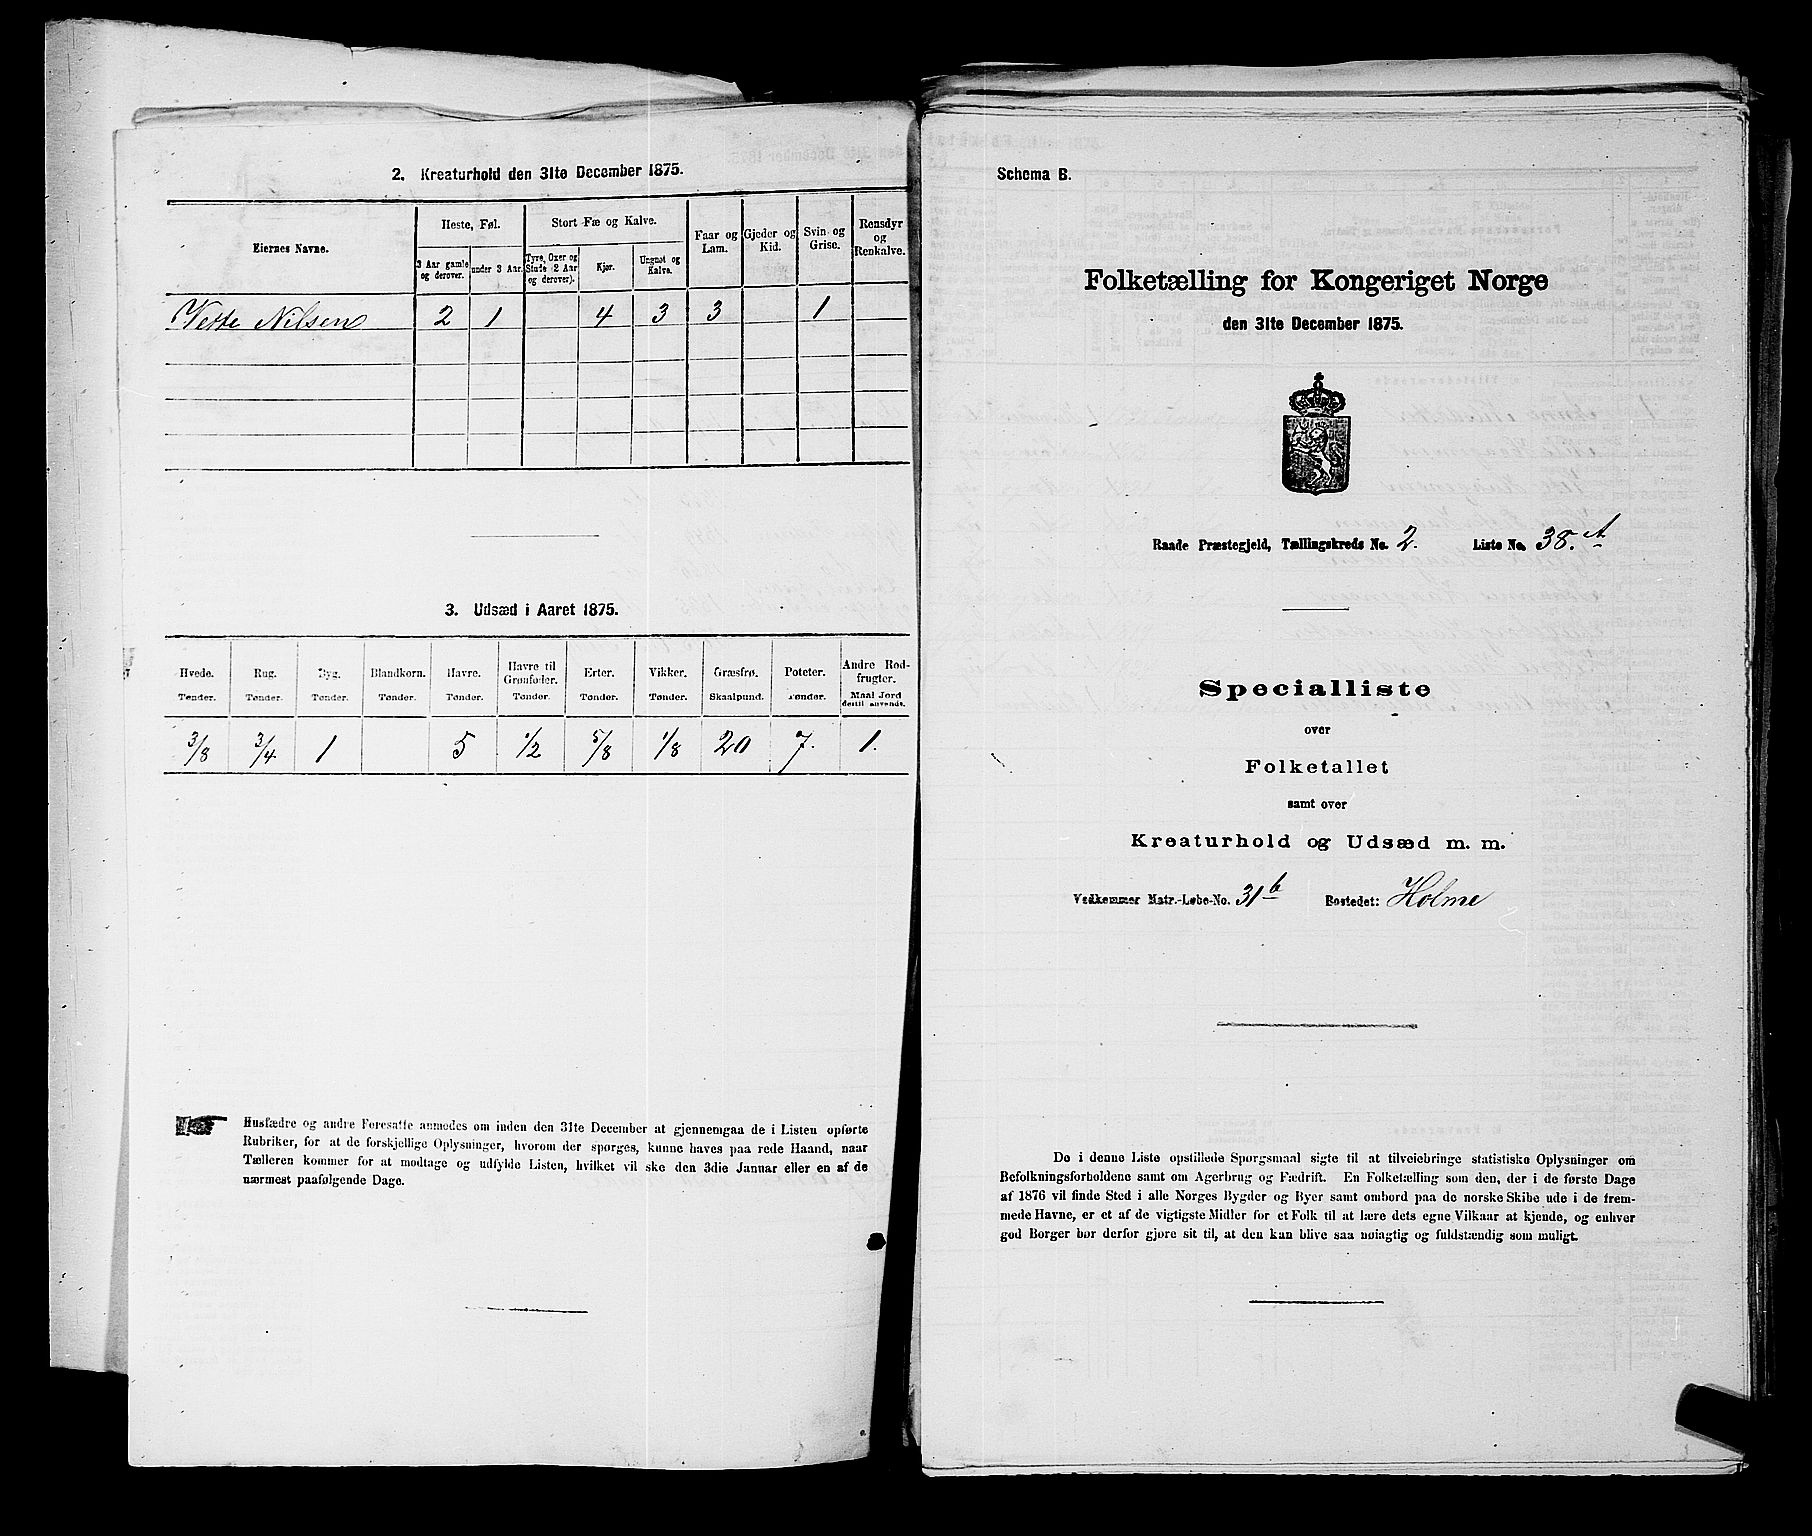 2. Kreaturhold den 31te December 1875.
Eiernes Navne.
Heste, Føl.
3 Aar gamle og derover.
under 3 Aar.
Stort Fæ og Kalve.
Tyre, Oxer og Stude (2 Aar og derover).
Kjør.
Ungnøt og Kalve.
Faar og Lam.
Gjeder og Kid.
Svin og Grise.
Rensdyr og Renkalve.
Nilsen 2 1 4 3 3 1
3. Udsæd i Aaret 1875.
Hvede. Rug. Byg. Blandkorn. Havre. Havre til Grønfoder. Erter. Vikker. Græsfrø. Poteter. Andre Rodfrugter.
Tønder. Tønder. Tønder. Tønder. Tønder. Tønder. Tønder. Tønder. Skaalpund. Tønder. Maal Jord dertil anvendt.
3/8 3/4 1 5 1/2 5/8 1/8 20 7. 1.
Husfædre og andre Foresatte anmodes om inden den 31te December at gjennemgaa de i Listen opførte
Rubriker, for at de forskjellige Oplysninger, hvorom der spørges, kunne haves paa rede Haand, naar
Tælleren kommer for at modtage og udfylde Listen, hvilket vil ske den 3die Januar eller en af de
nærmest paafølgende Dage.
Schema B.
Folketælling for Kongeriget Norge
den 31te December 1875.
Raade Præstegjeld, Tællingskreds No. 2. Liste No. 38.A
Specialliste
over
Folketallet
samt over
Kreaturhold og Udsæd m. m.
Vedkommer Matr.-Løbe-No. 31b Bostedet: Holme
De i denne Liste opstillede Spørgsmaal sigte til at tilveiebringe statistiske Oplysninger om
Befolkningsforholdene samt om Agerbrug og Fædrift. En Folketælling som den, der i de første Dage
af 1876 vil finde Sted i alle Norges Bygder og Byer samt ombord paa de norske Skibe ude i de frem-
mede Havne, er et af de vigtigste Midler for et Folk til at lære dets egne Vilkaar at kjende, og enhver
god Borger bør derfor gjøre sit til, at den kan blive saa nøiagtig og fuldstændig som muligt.